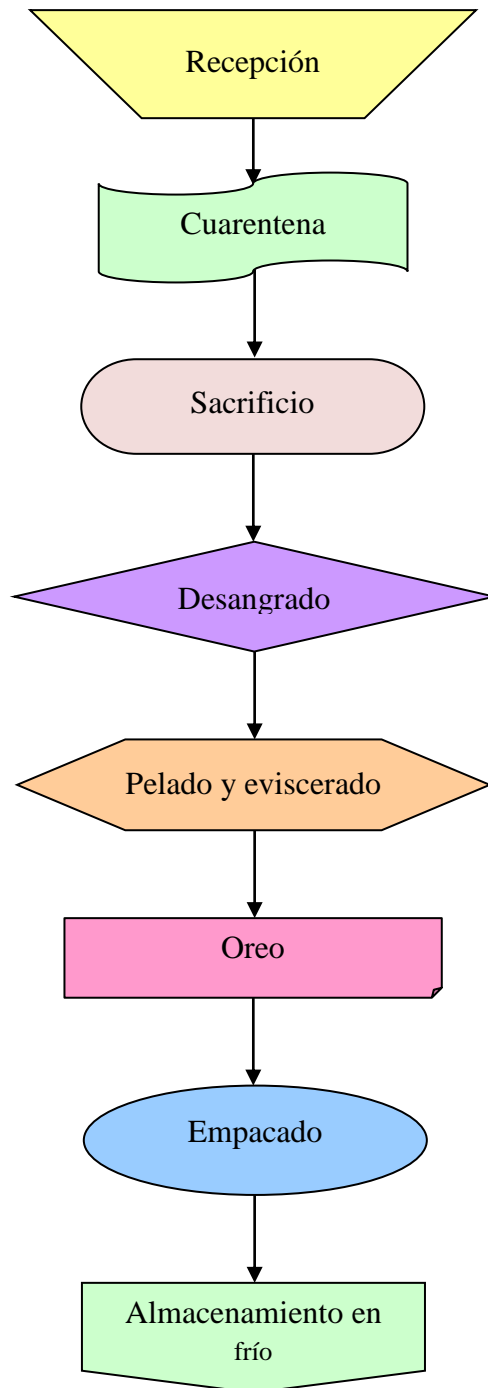 Recepción
Cuarentena
Sacrificio
Desangrado
Pelado y eviscerado
Oreo
Empacado
Almacenamiento en
frío